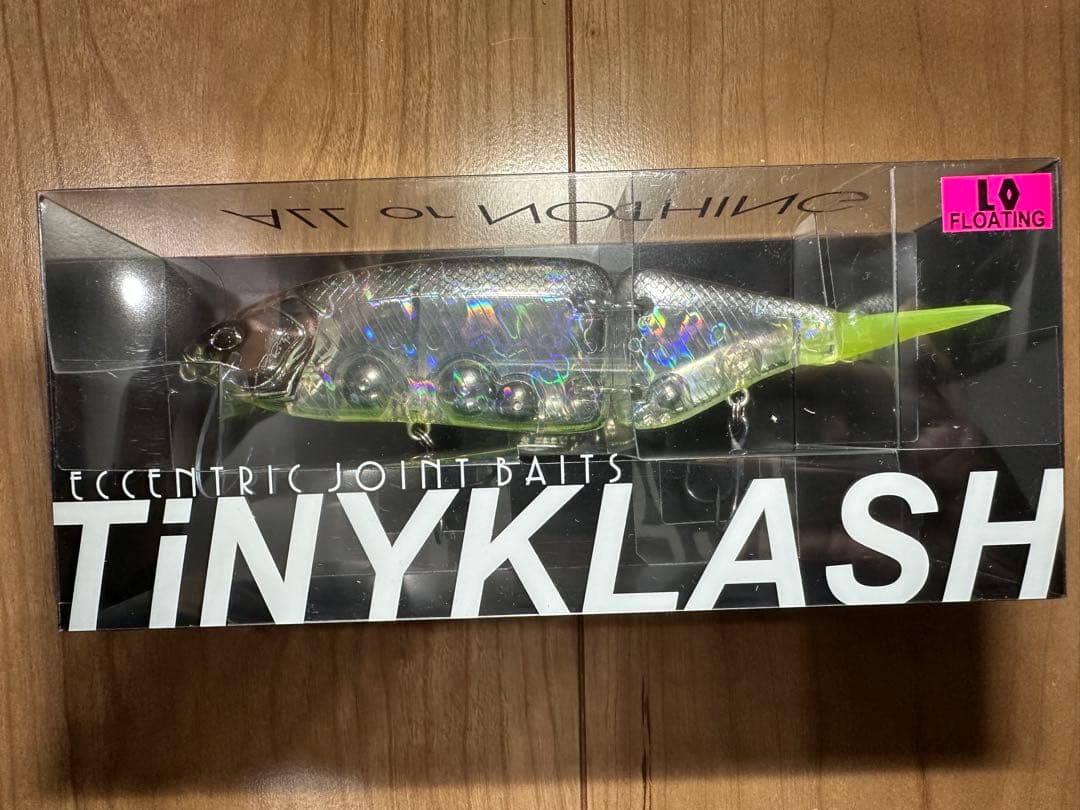 ALL or NOTHING
LO
FLOATING
ECCENTRIC JOINT BAITS
TiNYKLASH